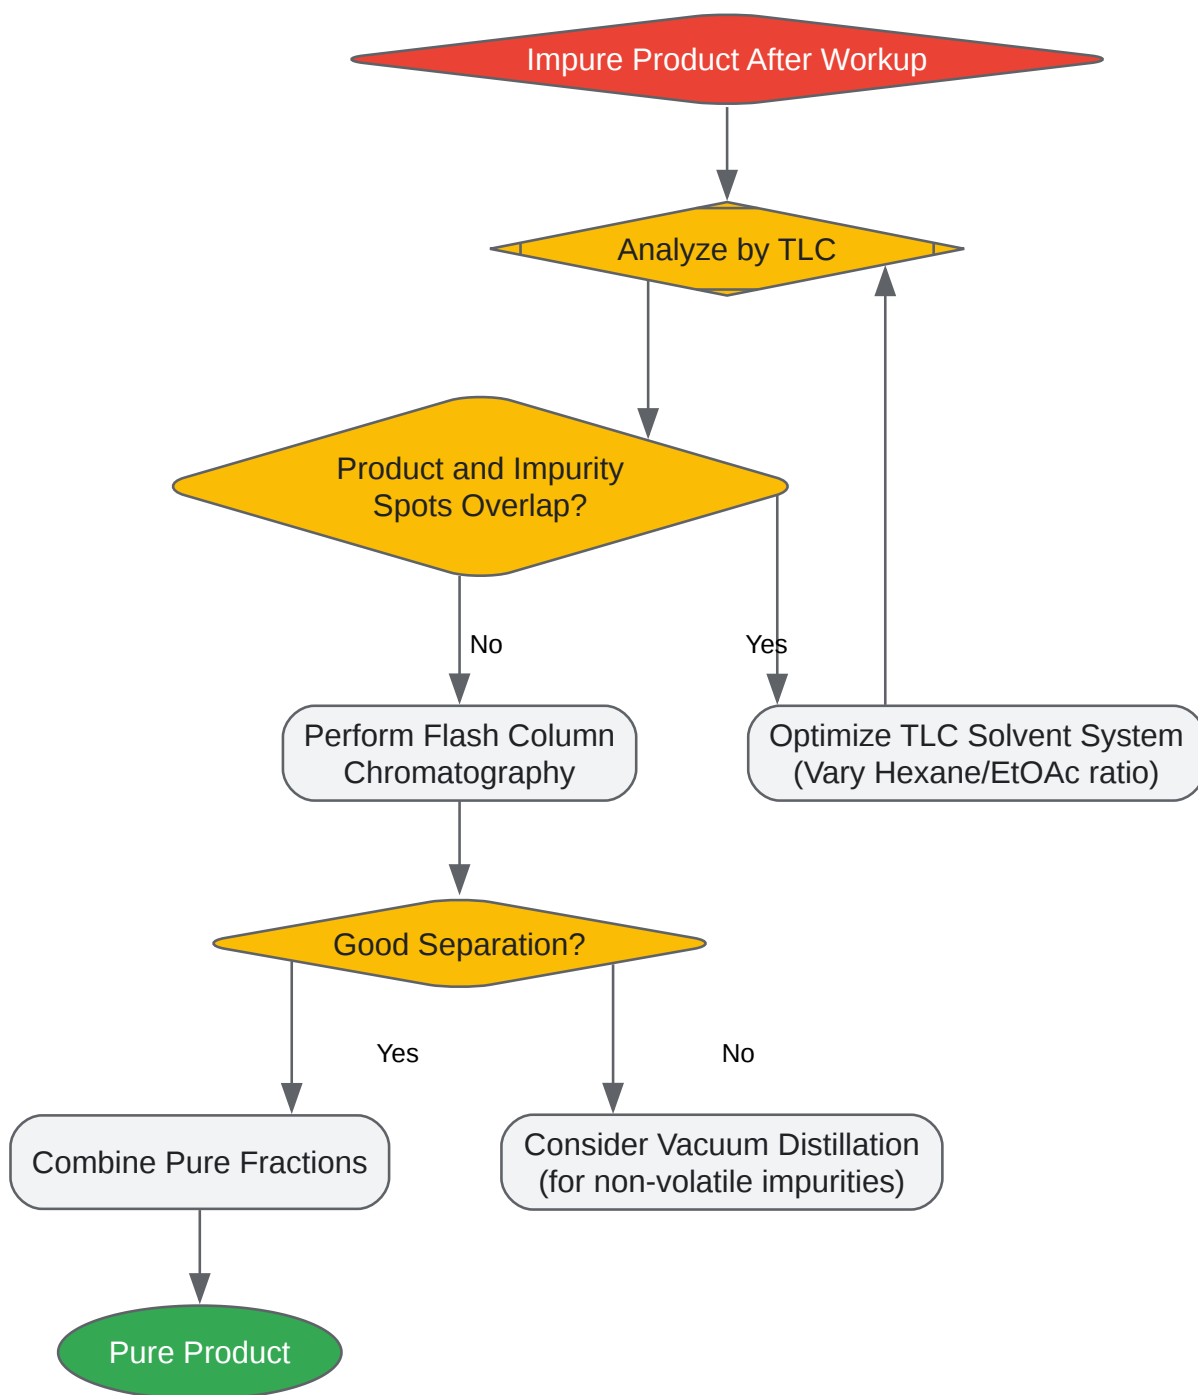 Impure Product After Workup
Analyze by TLC
Product and Impurity
Spots Overlap?
No
Yes
Perform Flash Column
Chromatography
Optimize TLC Solvent System
(Vary Hexane/EtOAc ratio)
Good Separation?
Yes
No
Combine Pure Fractions
Consider Vacuum Distillation
(for non-volatile impurities)
Pure Product